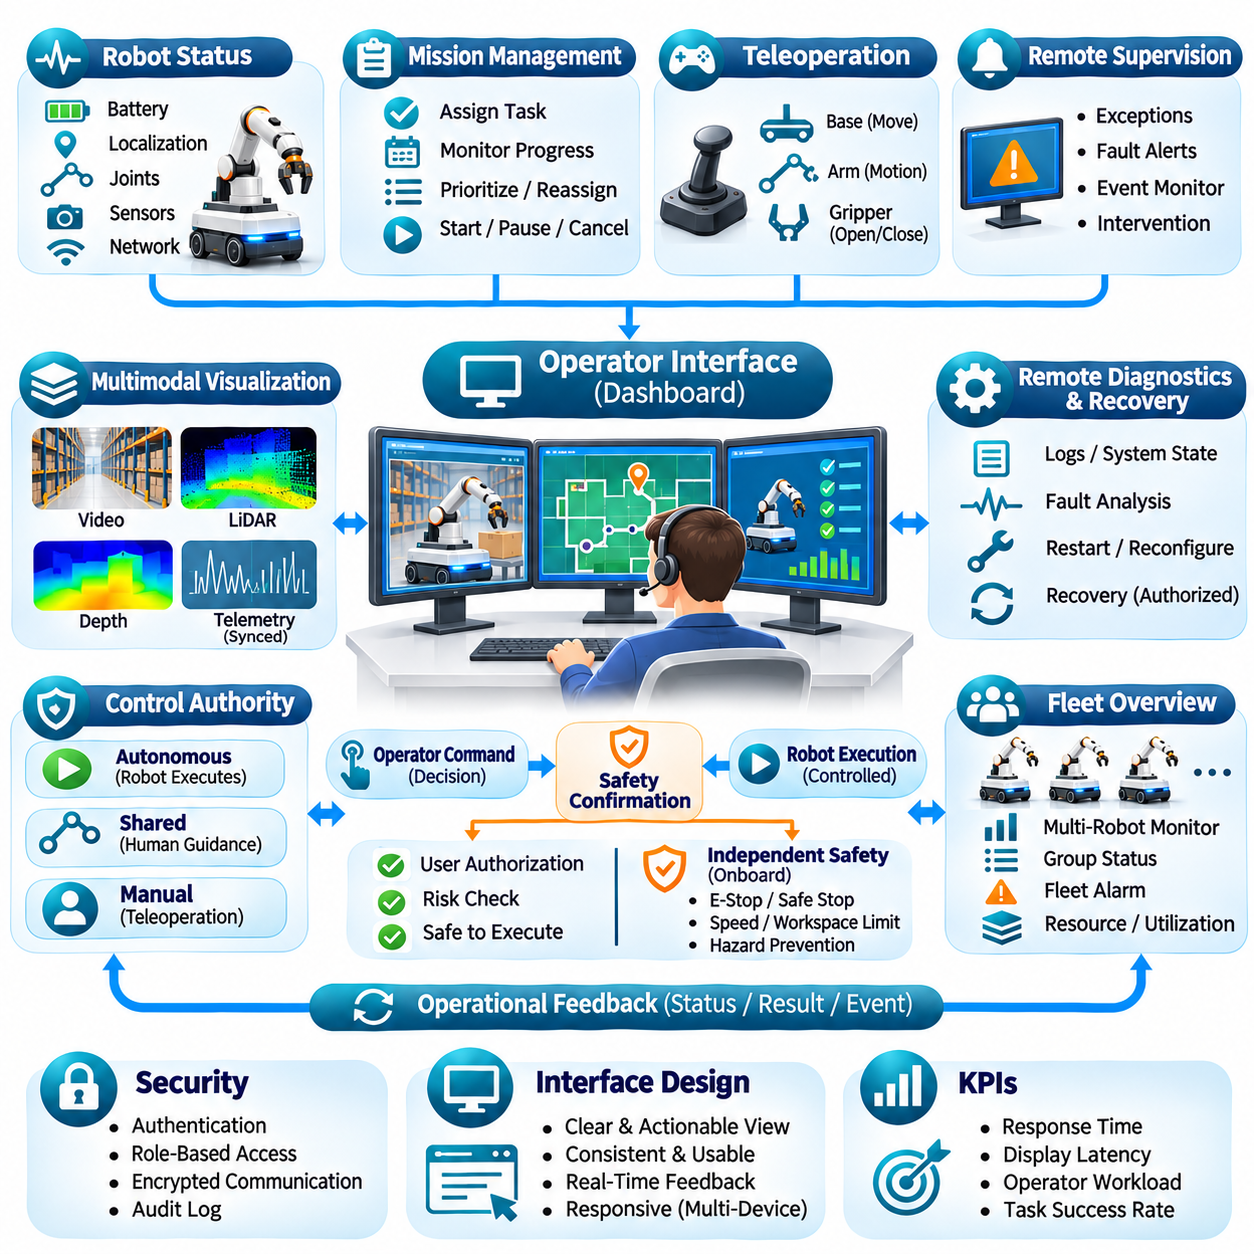 Robot Status
Battery
Localization
Joints
Sensors
Network
Mission Management
Assign Task
Monitor Progress
Prioritize / Reassign
Start / Pause / Cancel
Teleoperation
Base (Move)
Arm (Motion)
Gripper
(Open/Close)
Remote Supervision
• Exceptions
• Fault Alerts
• Event Monitor
• Intervention
Operator Interface
(Dashboard)
Multimodal Visualization
Video
LiDAR
Depth
Telemetry
(Synced)
Remote Diagnostics
& Recovery
Logs / System State
Fault Analysis
Restart / Reconfigure
Recovery (Authorized)
Control Authority
Autonomous
(Robot Executes)
Shared
(Human Guidance)
Manual
(Teleoperation)
Operator Command
(Decision)
Safety
Confirmation
Robot Execution
(Controlled)
User Authorization
Risk Check
Safe to Execute
Independent Safety
(Onboard)
• E-Stop / Safe Stop
• Speed / Workspace Limit
• Hazard Prevention
Fleet Overview
...
Multi-Robot Monitor
Group Status
Fleet Alarm
Resource / Utilization
Operational Feedback (Status / Result / Event)
Security
• Authentication
• Role-Based Access
• Encrypted Communication
• Audit Log
Interface Design
• Clear & Actionable View
• Consistent & Usable
• Real-Time Feedback
• Responsive (Multi-Device)
KPIs
• Response Time
• Display Latency
• Operator Workload
• Task Success Rate